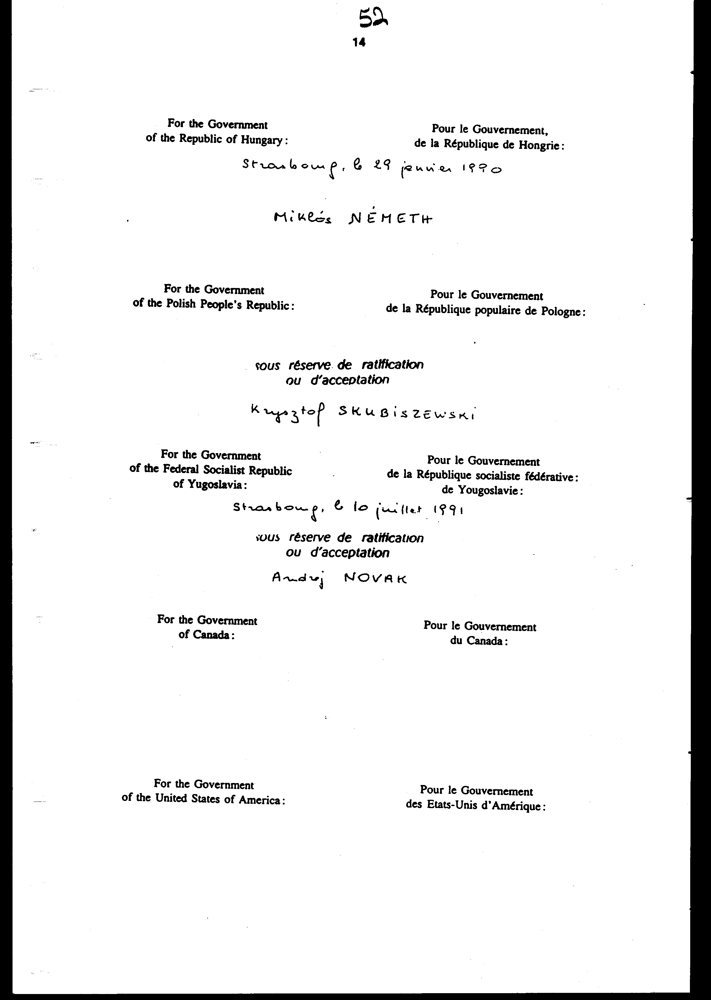 52
14
For the Government
of the Republic of Hungary:
Pour le Gouvernement,
de la République de Hongrie:
Strasbourg, le 29 janvier 1990
Miklós NÉMETH
For the Government
of the Polish People's Republic:
Pour le Gouvernement
de la République populaire de Pologne:
sous réserve de ratification
ou d'acceptation
Krzysztof SKUBISZEWSKI
For the Government
of the Federal Socialist Republic
of Yugoslavia:
Pour le Gouvernement
de la République socialiste fédérative:
de Yougoslavie:
Strasbourg, le 10 juillet 1991
sous réserve de ratification
ou d'acceptation
Andrej NOVAK
For the Government
of Canada:
Pour le Gouvernement
du Canada:
For the Government
of the United States of America:
Pour le Gouvernement
des Etats-Unis d'Amérique: